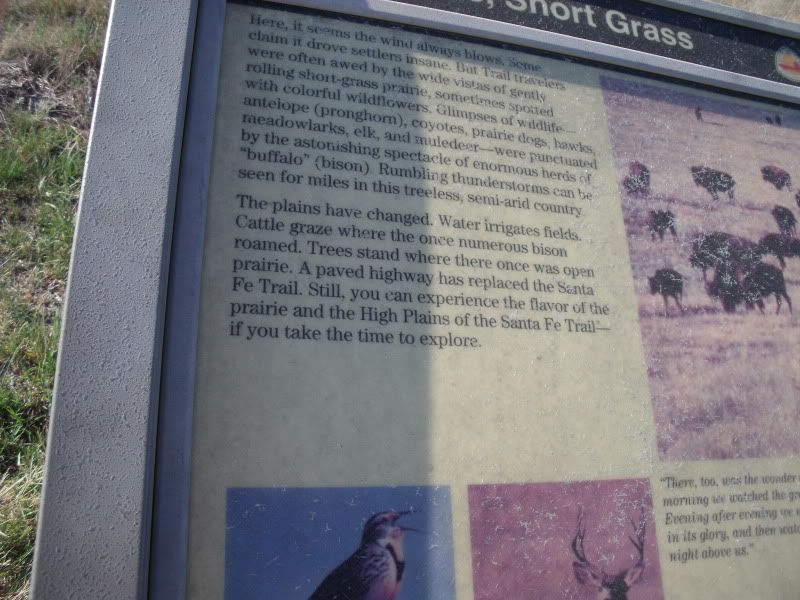 Short Grass
Here, it seems the wind always blows. Some
claim it drove settlers insane. But Trail travelers
were often awed by the wide vistas of gently
rolling short-grass prairie, sometimes spotted
with colorful wildflowers. Glimpses of wildlife—
antelope (pronghorn), coyotes, prairie dogs, hawks,
meadowlarks, elk, and muledeer—were punctuated
by the astonishing spectacle of enormous herds of
“buffalo” (bison). Rumbling thunderstorms can be
seen for miles in this treeless, semi-arid country.
The plains have changed. Water irrigates fields.
Cattle graze where the once numerous bison
roamed. Trees stand where there once was open
prairie. A paved highway has replaced the Santa
Fe Trail. Still, you can experience the flavor of the
prairie and the High Plains of the Santa Fe Trail—
if you take the time to explore.
“There, too, was the wonder
morning we watched the
Evening after evening we
in its glory, and then
night above us.”